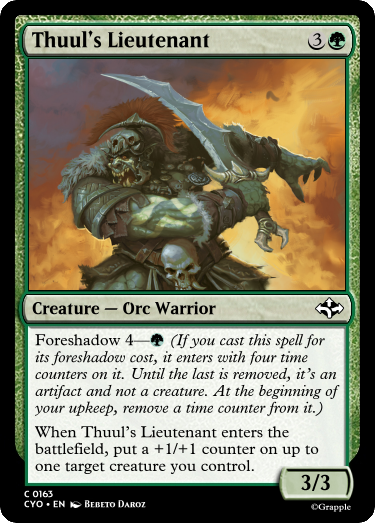 Thuul's Lieutenant 3
Creature — Orc Warrior
Foreshadow 4— (If you cast this spell for
its foreshadow cost, it enters with four time
counters on it. Until the last is removed, it's an
artifact and not a creature. At the beginning of
your upkeep, remove a time counter from it.)
When Thuul's Lieutenant enters the
battlefield, put a +1/+1 counter on up to
one target creature you control.
3/3
C 0163
CYO • EN Bebeto Daroz
©Grapple